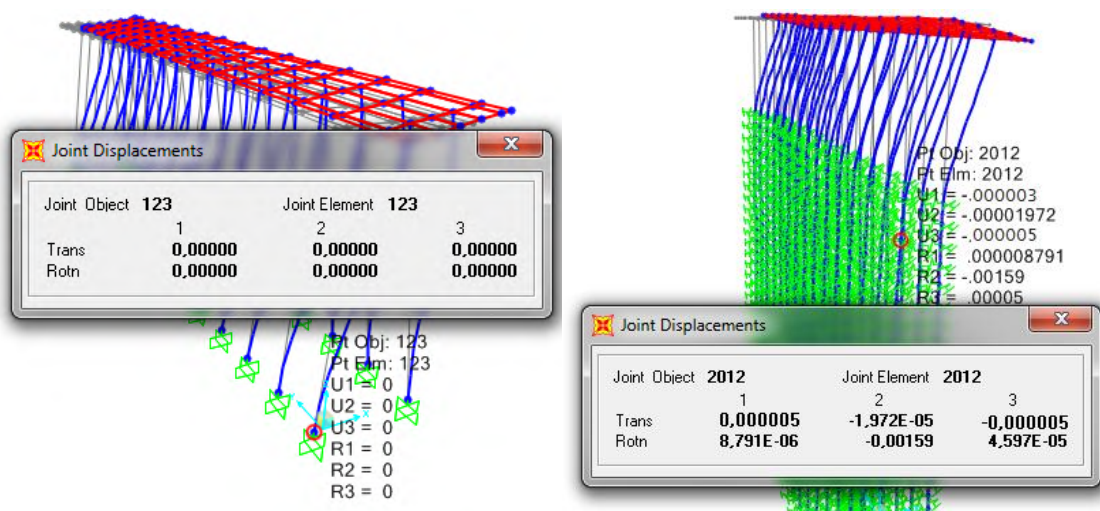 Joint Displacements
Joint Object 123 Joint Element 123
1 2 3
Trans 0,00000 0,00000 0,00000
Rotn 0,00000 0,00000 0,00000
Pt Obj: 123
Pt Elm: 123
U1 = 0
U2 = 0
U3 = 0
R1 = 0
R2 = 0
R3 = 0
Pt Obj: 2012
Pt Elm: 2012
U1 = -.000003
U2 = -.00001972
U3 = -.000005
R1 = .000008791
R2 = -.00159
R3 = .00005
Joint Displacements
Joint Object 2012 Joint Element 2012
1 2 3
Trans 0,000005 -1,972E-05 -0,000005
Rotn 8,791E-06 -0,00159 4,597E-05